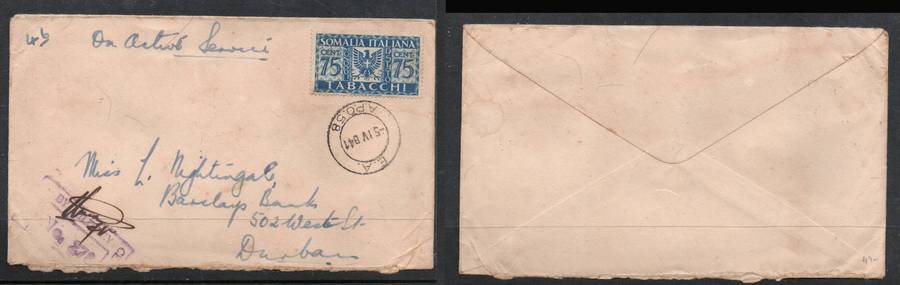 On Active Service
SOMALIA ITALIANA
CENT. 75 CENT. 75
TABACCHI
A.P.O. 58
-5 IV 41
E.A.
Miss L. Nightingale,
Barclays Bank
502 West St.
Durban